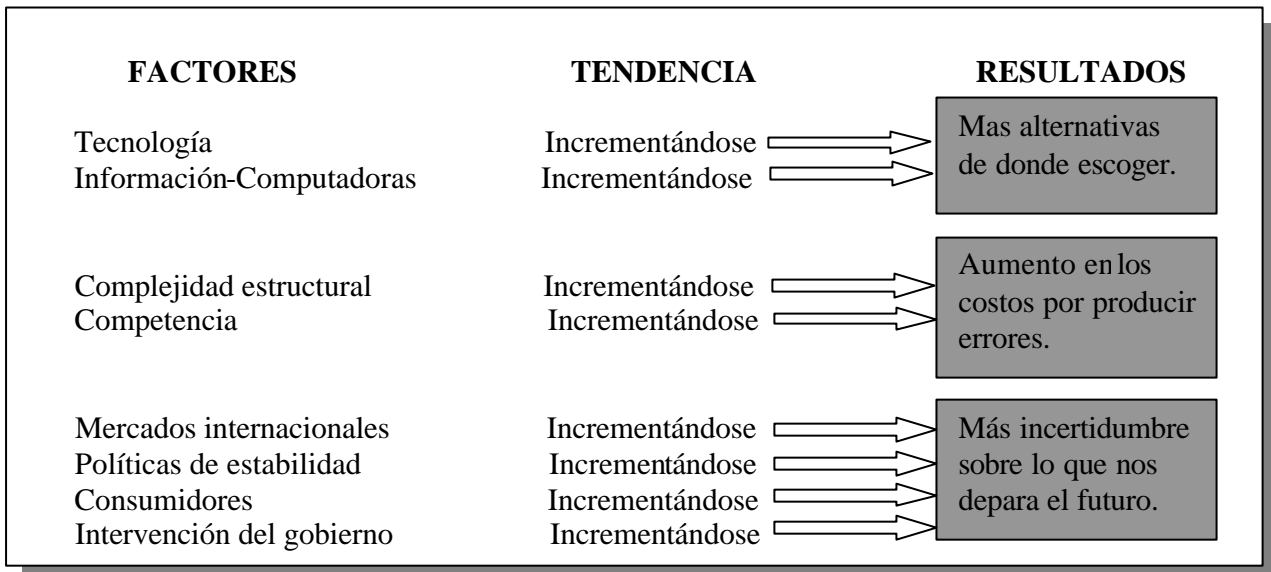 FACTORES TENDENCIA RESULTADOS
Tecnología Incrementándose Mas alternativas
Información-Computadoras Incrementándose de donde escoger.
Complejidad estructural Incrementándose Aumento en los
Competencia Incrementándose costos por producir
errores.
Mercados internacionales Incrementándose Más incertidumbre
Políticas de estabilidad Incrementándose sobre lo que nos
Consumidores Incrementándose depara el futuro.
Intervención del gobierno Incrementándose